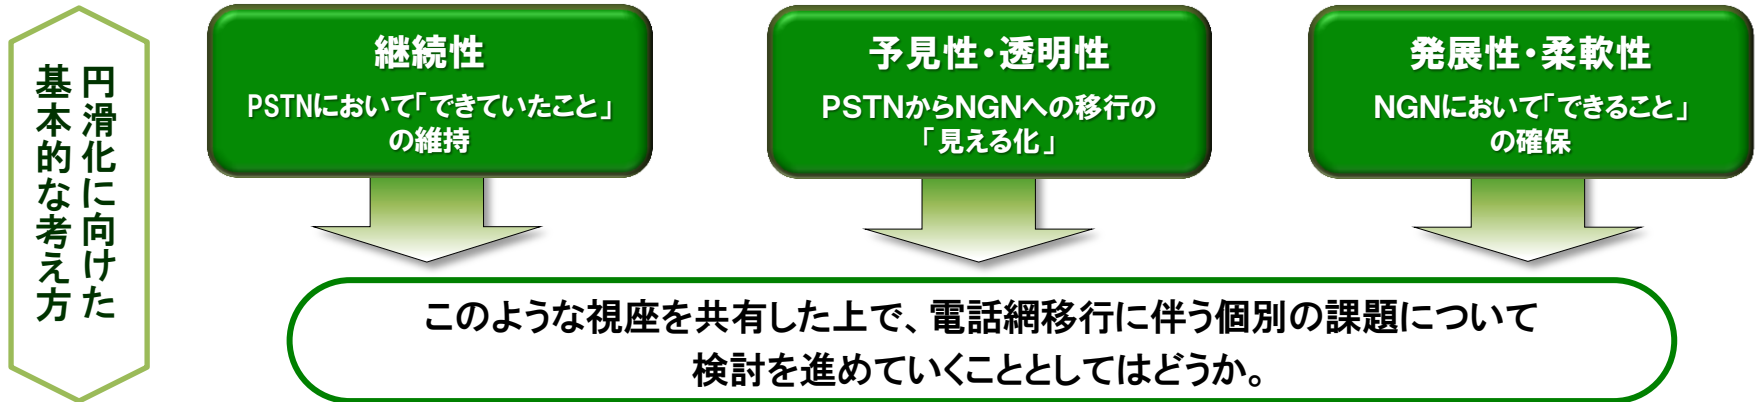 円滑化に向けた
基本的な考え方
継続性
PSTNにおいて「できていたこと」
の維持
予見性・透明性
PSTNからNGNへの移行の
「見える化」
発展性・柔軟性
NGNにおいて「できること」
の確保
このような視座を共有した上で、電話網移行に伴う個別の課題について
検討を進めていくこととしてはどうか。